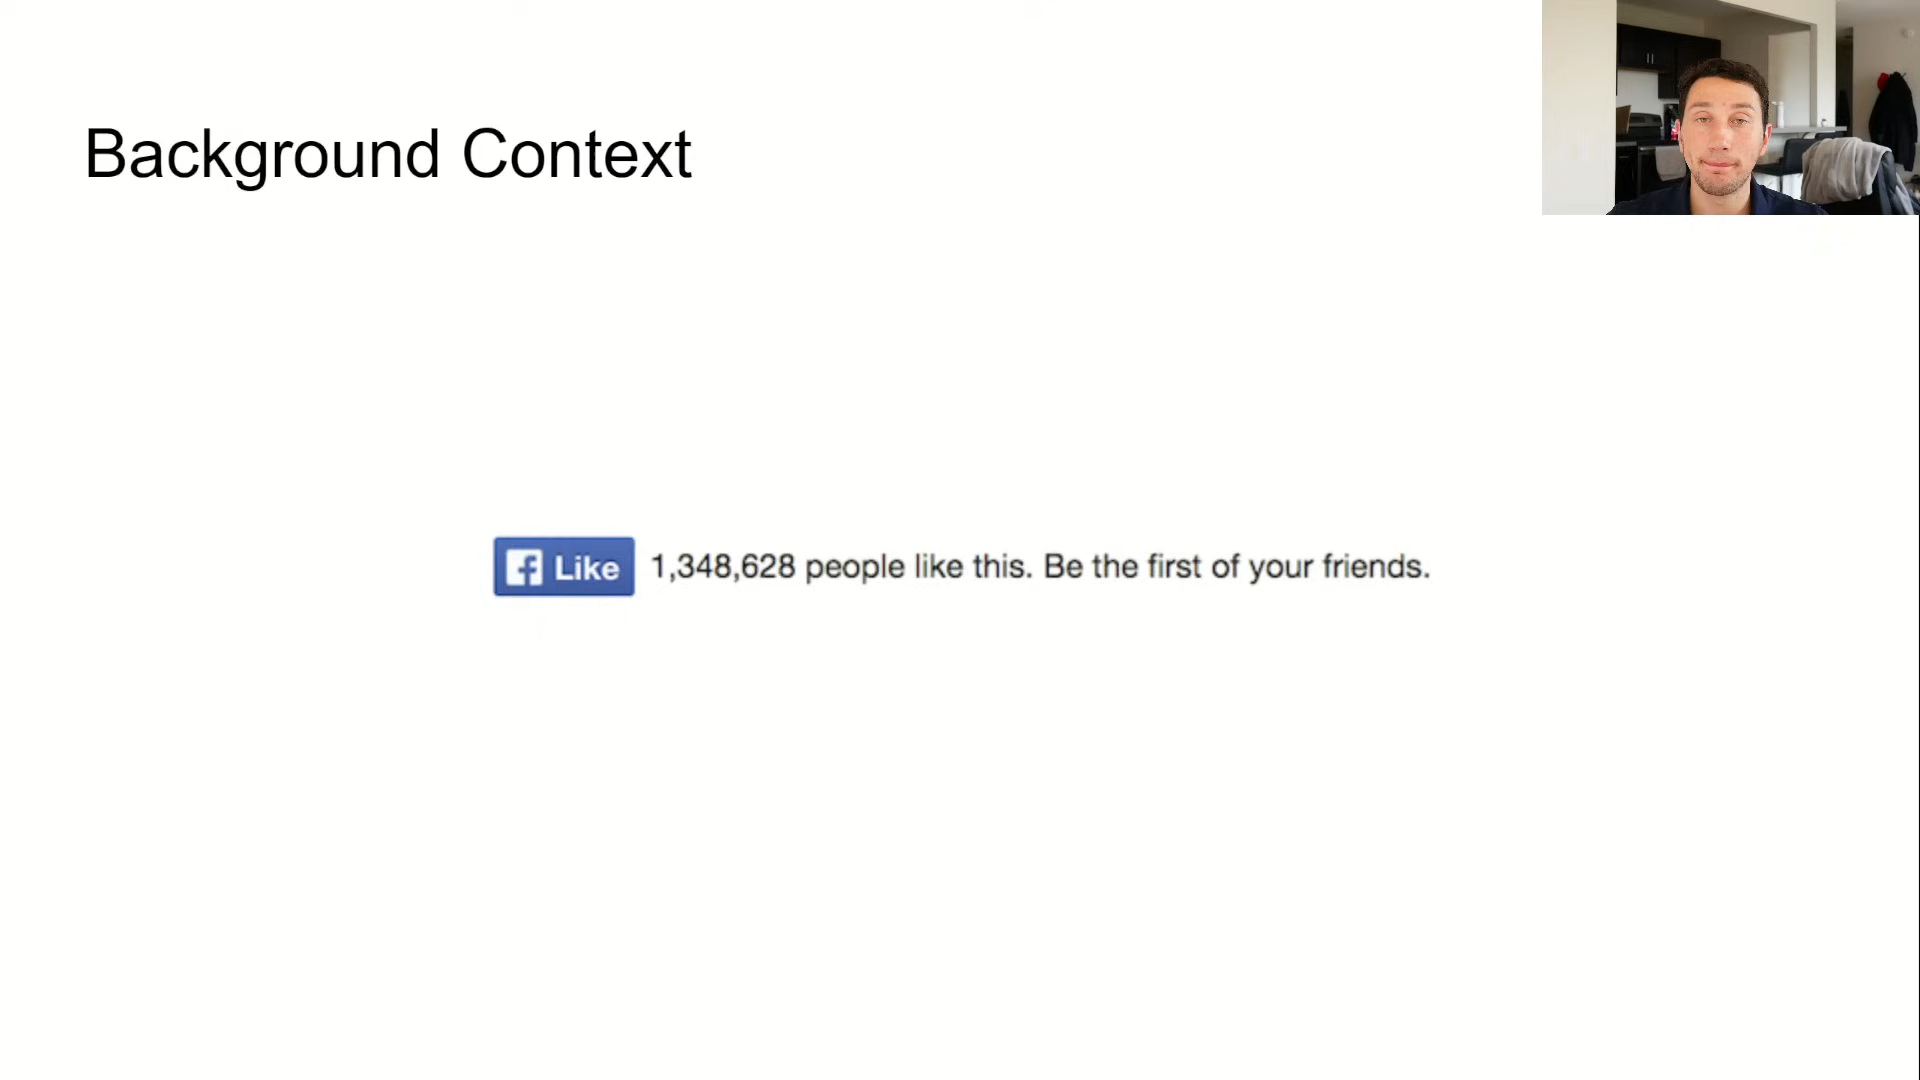 Background Context
Like 1,348,628 people like this. Be the first of your friends.